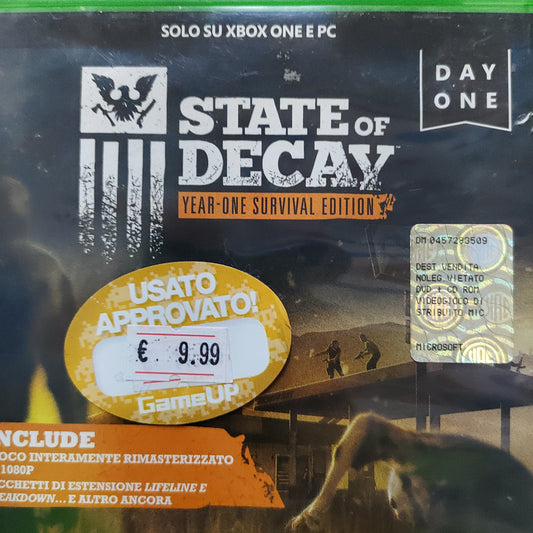 SOLO SU XBOX ONE E PC
DAY
ONE
STATE OF
DECAY
YEAR-ONE SURVIVAL EDITION
DM 0457293509
DEST.VENDITA
NOLEG.VIETATO
DVD + CD ROM
VIDEOGIOCO DI
STRIBUITO MIC
MICROSOFT
USATO
APPROVATO!
€ 9.99
GameUP
NCLUDE
OCO INTERAMENTE RIMASTERIZZATO
1080P
CCHETTI DI ESTENSIONE LIFELINE E
EAKDOWN... E ALTRO ANCORA